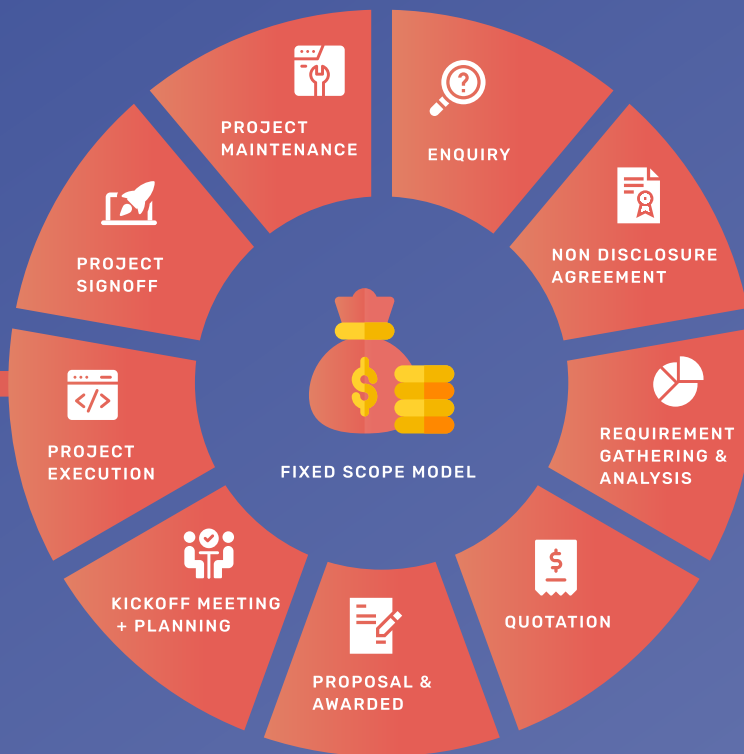 ENQUIRY
NON DISCLOSURE
AGREEMENT
REQUIREMENT
GATHERING &
ANALYSIS
QUOTATION
PROPOSAL &
AWARDED
KICKOFF MEETING
+ PLANNING
PROJECT
EXECUTION
PROJECT
SIGNOFF
PROJECT
MAINTENANCE
FIXED SCOPE MODEL